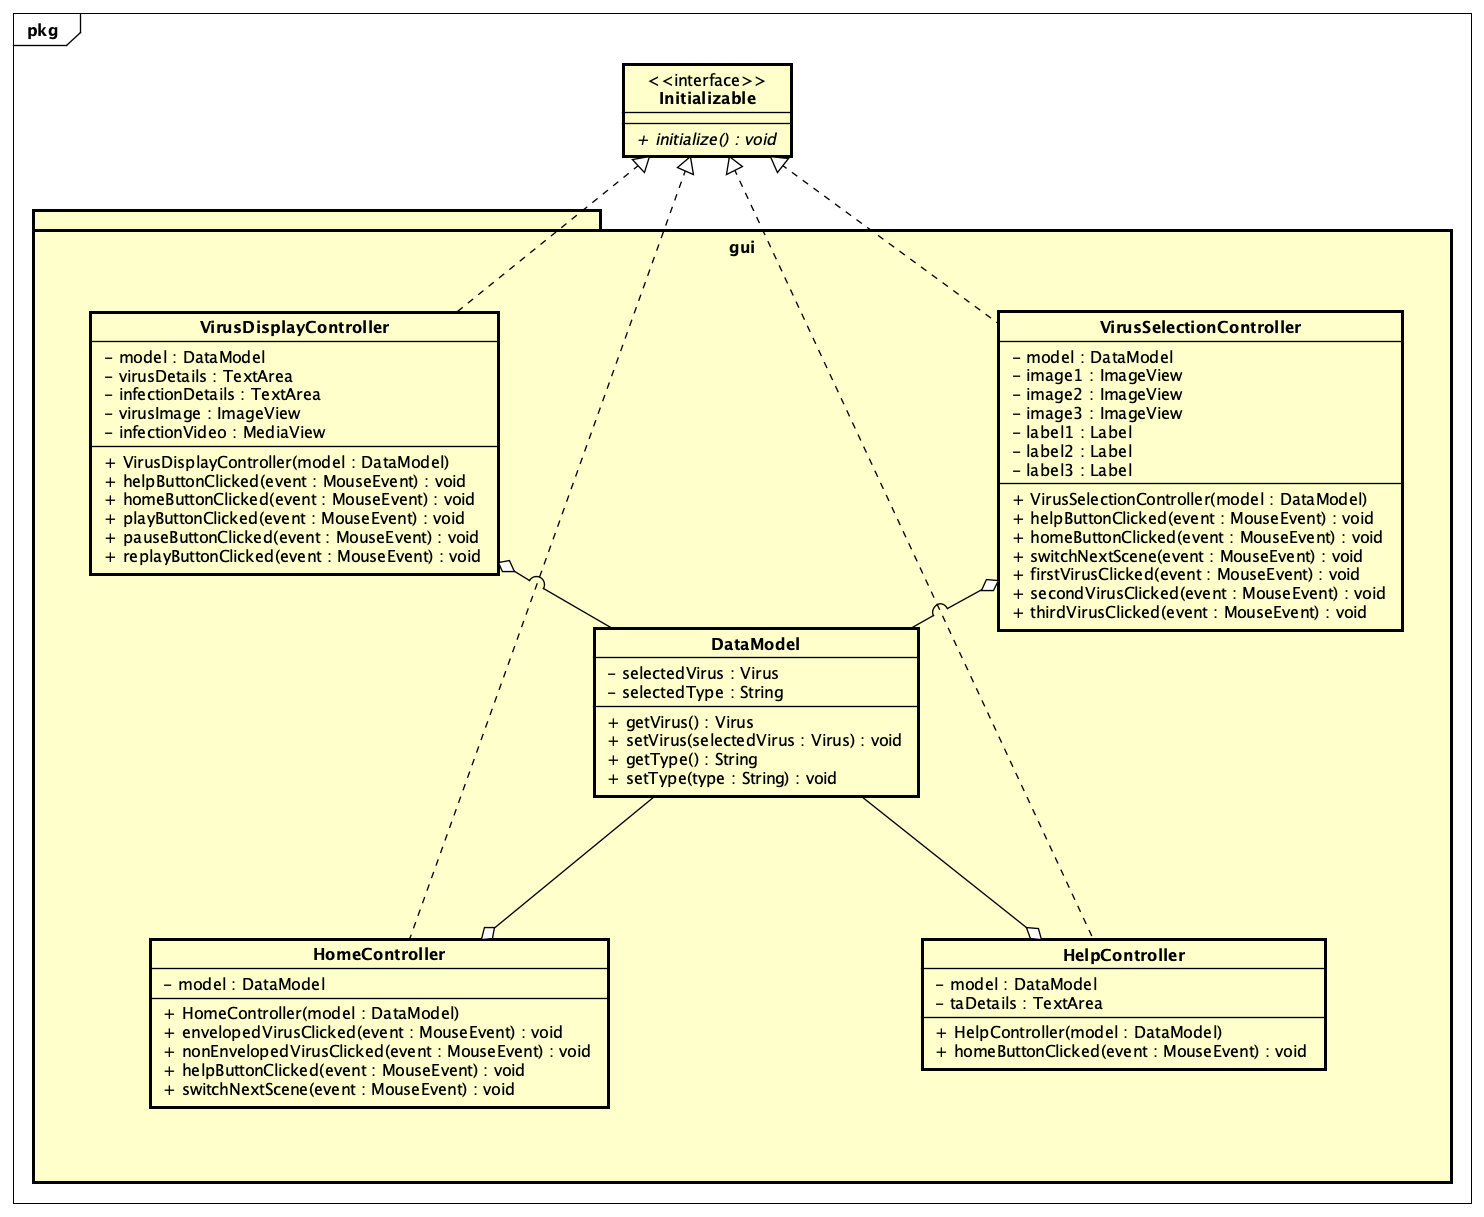 pkg
<<interface>>
Initializable
+ initialize() : void
gui
VirusDisplayController
- model : DataModel
- virusDetails : TextArea
- infectionDetails : TextArea
- virusImage : ImageView
- infectionVideo : MediaView
+ VirusDisplayController(model : DataModel)
+ helpButtonClicked(event : MouseEvent) : void
+ homeButtonClicked(event : MouseEvent) : void
+ playButtonClicked(event : MouseEvent) : void
+ pauseButtonClicked(event : MouseEvent) : void
+ replayButtonClicked(event : MouseEvent) : void
VirusSelectionController
- model : DataModel
- image1 : ImageView
- image2 : ImageView
- image3 : ImageView
- label1 : Label
- label2 : Label
- label3 : Label
+ VirusSelectionController(model : DataModel)
+ helpButtonClicked(event : MouseEvent) : void
+ homeButtonClicked(event : MouseEvent) : void
+ switchNextScene(event : MouseEvent) : void
+ firstVirusClicked(event : MouseEvent) : void
+ secondVirusClicked(event : MouseEvent) : void
+ thirdVirusClicked(event : MouseEvent) : void
DataModel
- selectedVirus : Virus
- selectedType : String
+ getVirus() : Virus
+ setVirus(selectedVirus : Virus) : void
+ getType() : String
+ setType(type : String) : void
HomeController
- model : DataModel
+ HomeController(model : DataModel)
+ envelopedVirusClicked(event : MouseEvent) : void
+ nonEnvelopedVirusClicked(event : MouseEvent) : void
+ helpButtonClicked(event : MouseEvent) : void
+ switchNextScene(event : MouseEvent) : void
HelpController
- model : DataModel
- taDetails : TextArea
+ HelpController(model : DataModel)
+ homeButtonClicked(event : MouseEvent) : void